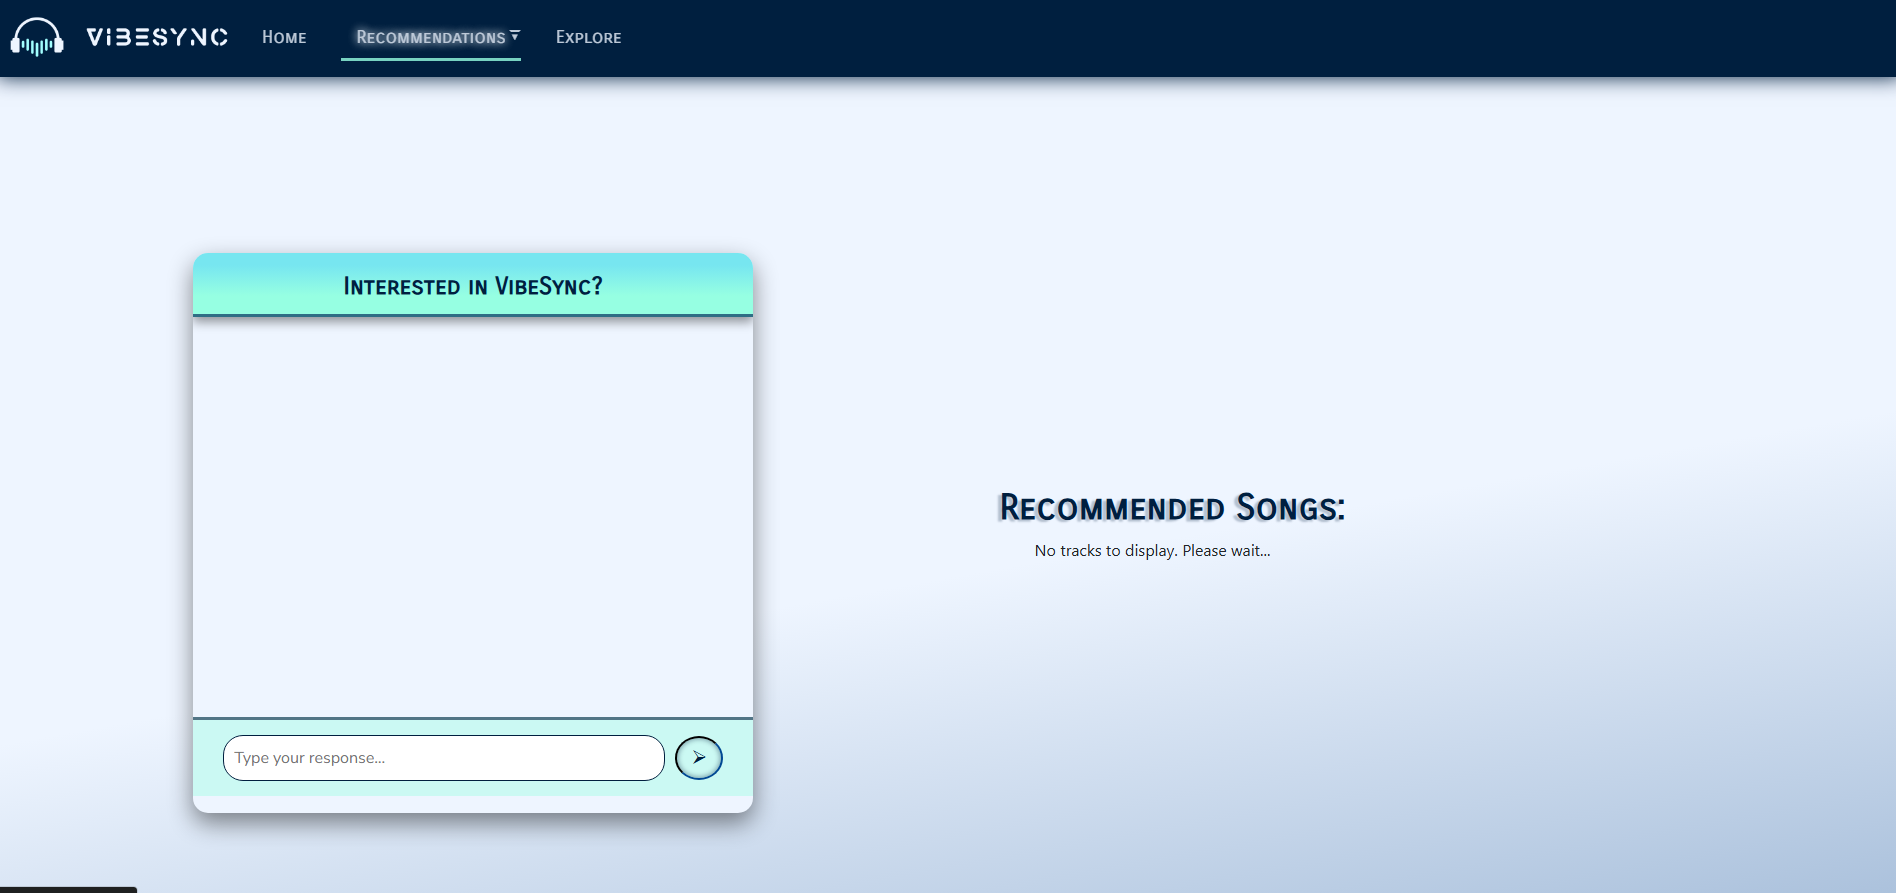 VIBESYNC Home Recommendations Explore
Interested in VibeSync?
Recommended Songs:
No tracks to display. Please wait...
Type your response...